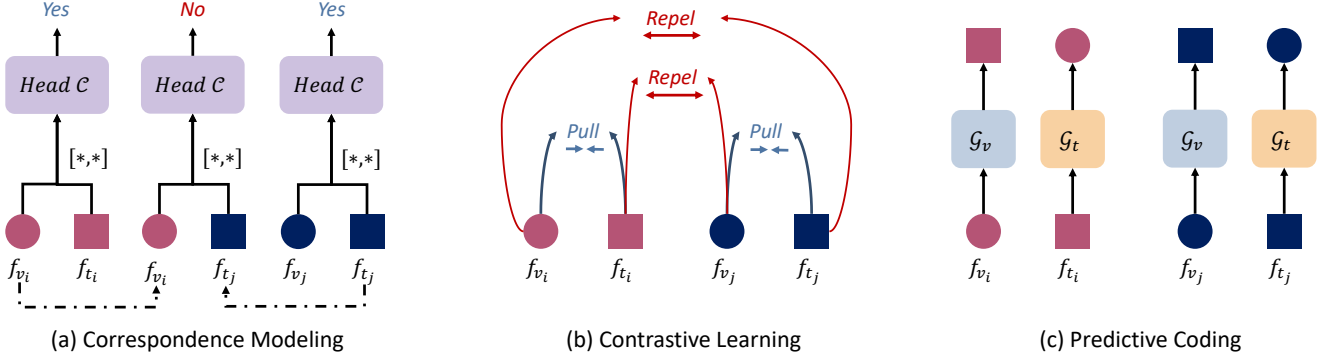 Yes No Yes
Head C Head C Head C
[*,*] [*,*] [*,*]
f_{v_i} f_{t_i} f_{v_i} f_{t_j} f_{v_j} f_{t_j}
(a) Correspondence Modeling
Repel
Repel
Pull Pull
f_{v_i} f_{t_i} f_{v_j} f_{t_j}
(b) Contrastive Learning
G_v G_t G_v G_t
f_{v_i} f_{t_i} f_{v_j} f_{t_j}
(c) Predictive Coding